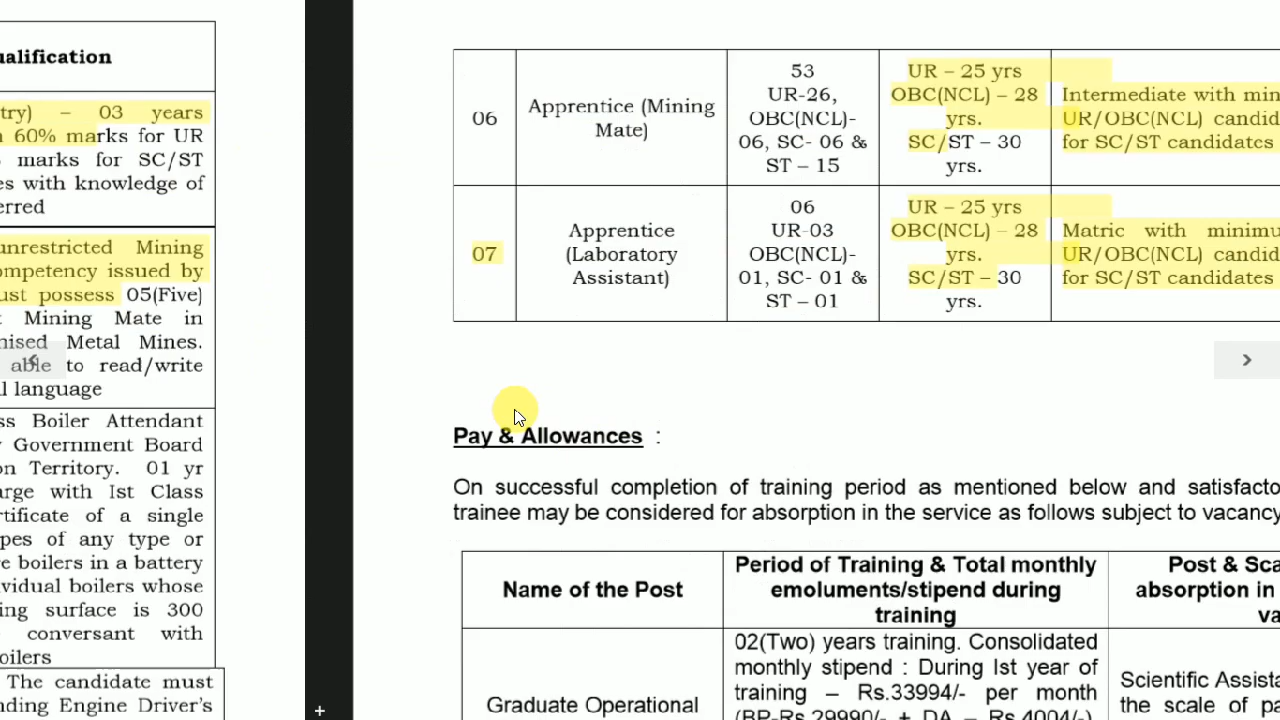 ualification
try) – 03 years
60% marks for UR
marks for SC/ST
es with knowledge of
erred
unrestricted Mining
ompetency issued by
ust possess 05(Five)
Mining Mate in
nised Metal Mines.
able to read/write
l language
ss Boiler Attendant
Government Board
on Territory. 01 yr
arge with Ist Class
rtificate of a single
pes of any type or
re boilers in a battery
dividual boilers whose
ing surface is 300
conversant with
oilers
The candidate must
nding Engine Driver's
06
Apprentice (Mining
Mate)
53
UR-26,
OBC(NCL)-
06, SC- 06 &
ST – 15
UR – 25 yrs
OBC(NCL) – 28
yrs.
SC/ST – 30
yrs.
Intermediate with min
UR/OBC(NCL) candid
for SC/ST candidates
07
Apprentice
(Laboratory
Assistant)
06
UR-03
OBC(NCL)-
01, SC- 01 &
ST – 01
UR – 25 yrs
OBC(NCL) – 28
yrs.
SC/ST – 30
yrs.
Matric with minimu
UR/OBC(NCL) candid
for SC/ST candidates
Pay & Allowances :
On successful completion of training period as mentioned below and satisfacto
trainee may be considered for absorption in the service as follows subject to vacancy
Name of the Post
Period of Training & Total monthly
emoluments/stipend during
training
Post & Sca
absorption in
va
Graduate Operational
02(Two) years training. Consolidated
monthly stipend : During Ist year of
training – Rs.33994/- per month
(BP-Rs.29990/- + DA – Rs.4004/-)
Scientific Assista
the scale of pa